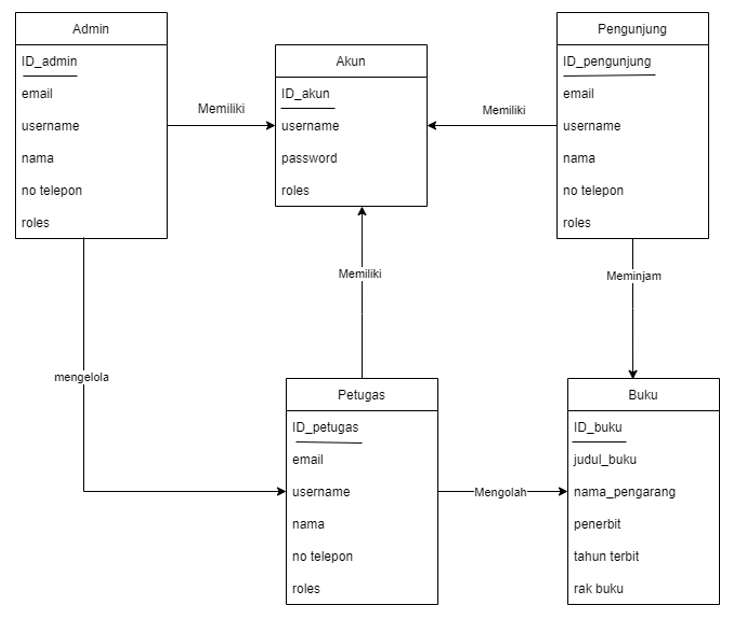 Admin
ID_admin
email
username
nama
no telepon
roles
Memiliki
Akun
ID_akun
username
password
roles
Memiliki
Pengunjung
ID_pengunjung
email
username
nama
no telepon
roles
Memiliki
Meminjam
mengelola
Petugas
ID_petugas
email
username
nama
no telepon
roles
Mengolah
Buku
ID_buku
judul_buku
nama_pengarang
penerbit
tahun terbit
rak buku